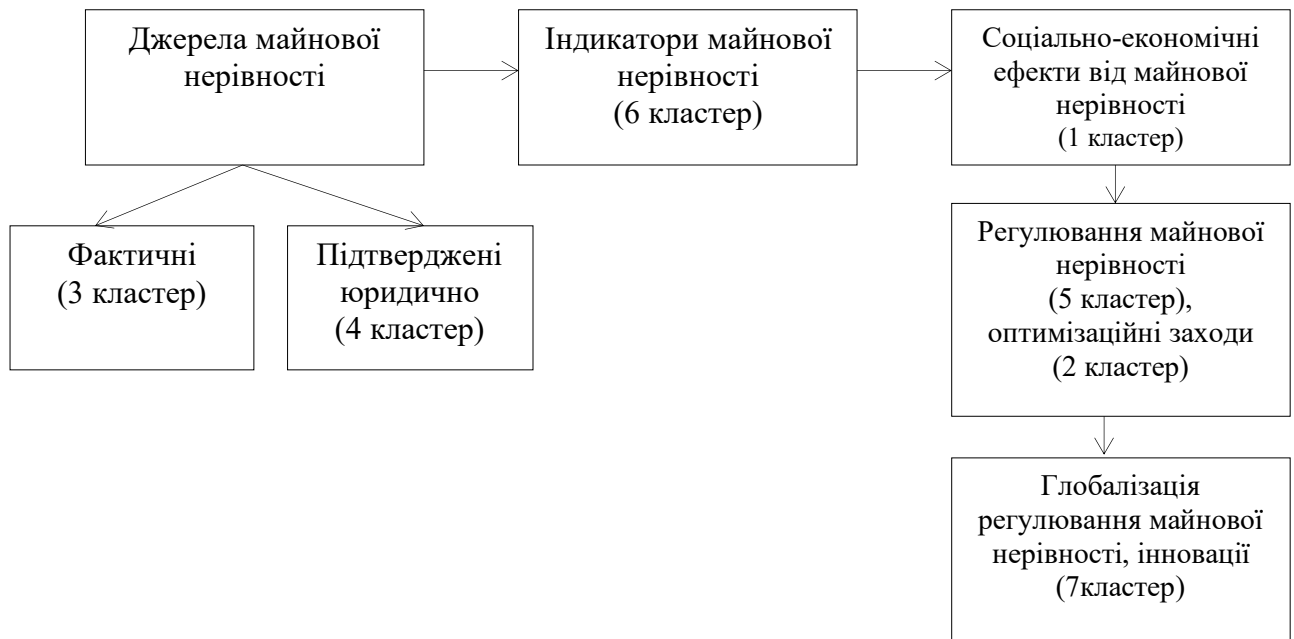 Джерела майнової
нерівності
Індикатори майнової
нерівності
(6 кластер)
Соціально-економічні
ефекти від майнової
нерівності
(1 кластер)
Фактичні
(3 кластер)
Підтверджені
юридично
(4 кластер)
Регулювання майнової
нерівності
(5 кластер),
оптимізаційні заходи
(2 кластер)
Глобалізація
регулювання майнової
нерівності, інновації
(7кластер)